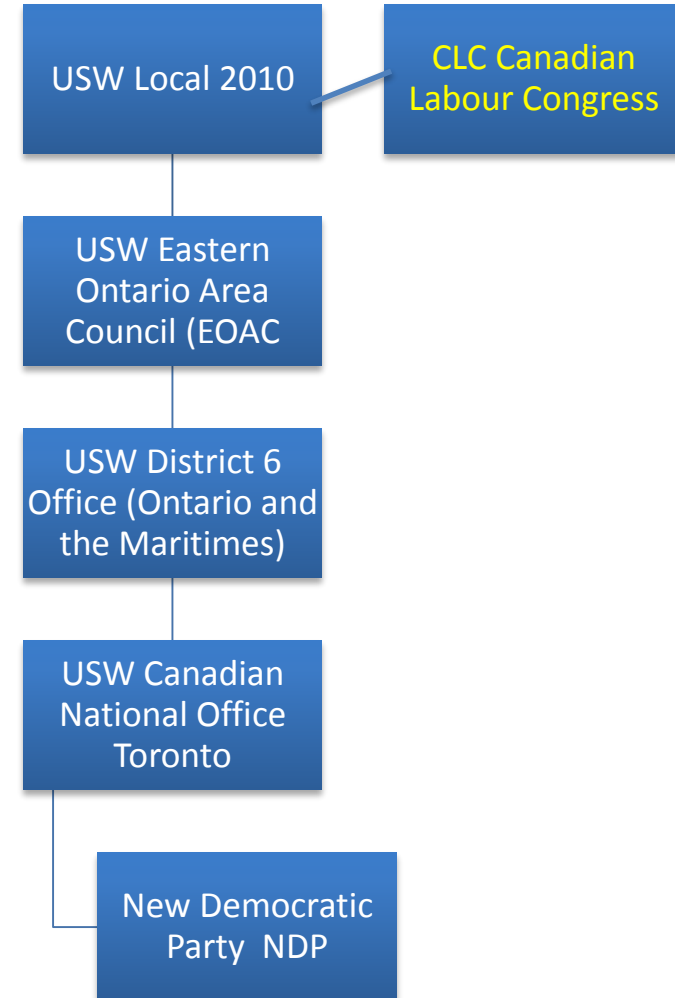 USW Local 2010
CLC Canadian
Labour Congress
USW Eastern
Ontario Area
Council (EOAC
USW District 6
Office (Ontario and
the Maritimes)
USW Canadian
National Office
Toronto
New Democratic
Party NDP